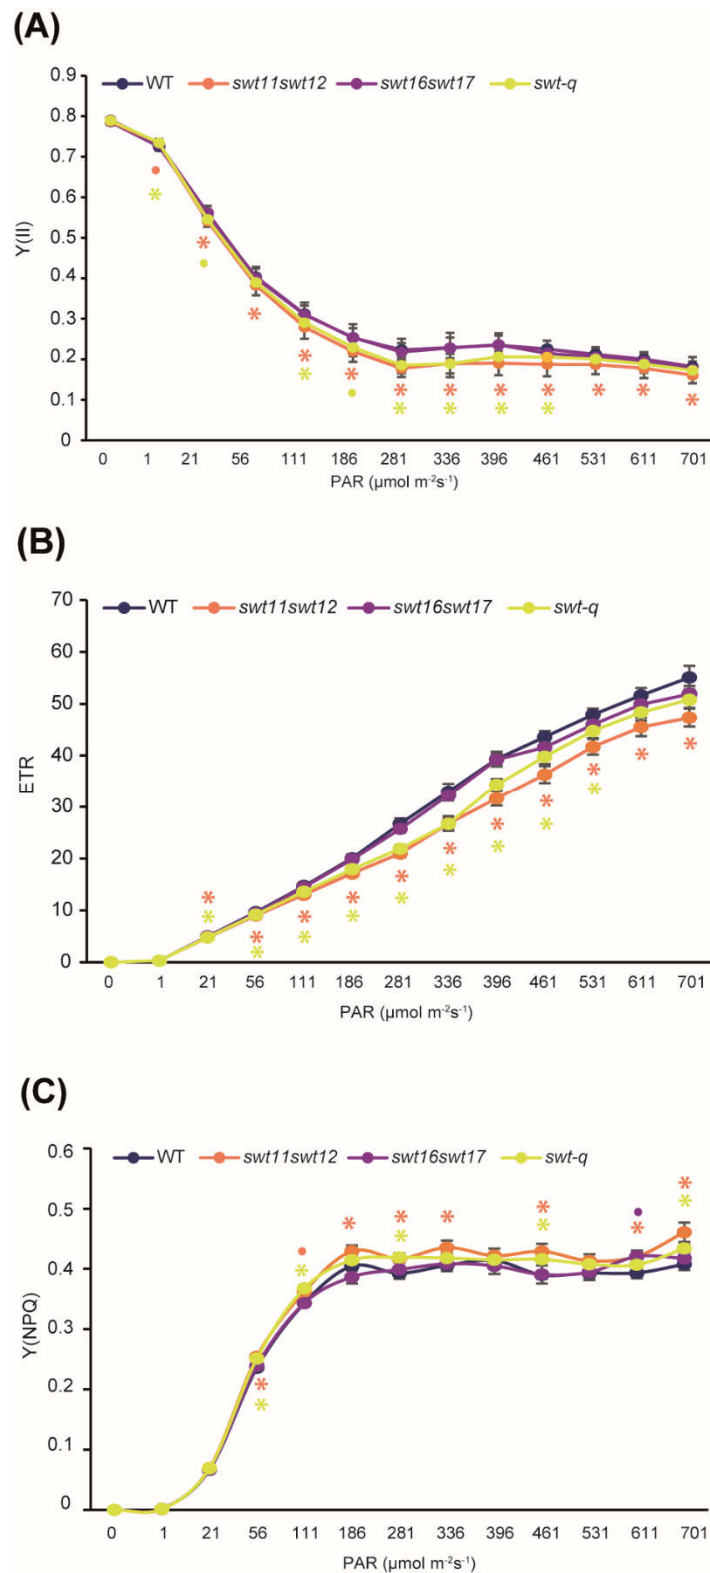 (A)
0.9
WT swt11swt12 swt16swt17 swt-q
0.8
0.7
0.6
0.5
0.4
0.3
0.2
0.1
0
Y(II)
0 1 21 56 111 186 281 336 396 461 531 611 701
PAR (µmol m⁻²s⁻¹)
(B)
70
WT swt11swt12 swt16swt17 swt-q
60
50
40
30
20
10
0
ETR
0 1 21 56 111 186 281 336 396 461 531 611 701
PAR (µmol m⁻²s⁻¹)
(C)
0.6
WT swt11swt12 swt16swt17 swt-q
0.5
0.4
0.3
0.2
0.1
0
Y(NPQ)
0 1 21 56 111 186 281 336 396 461 531 611 701
PAR (µmol m⁻²s⁻¹)